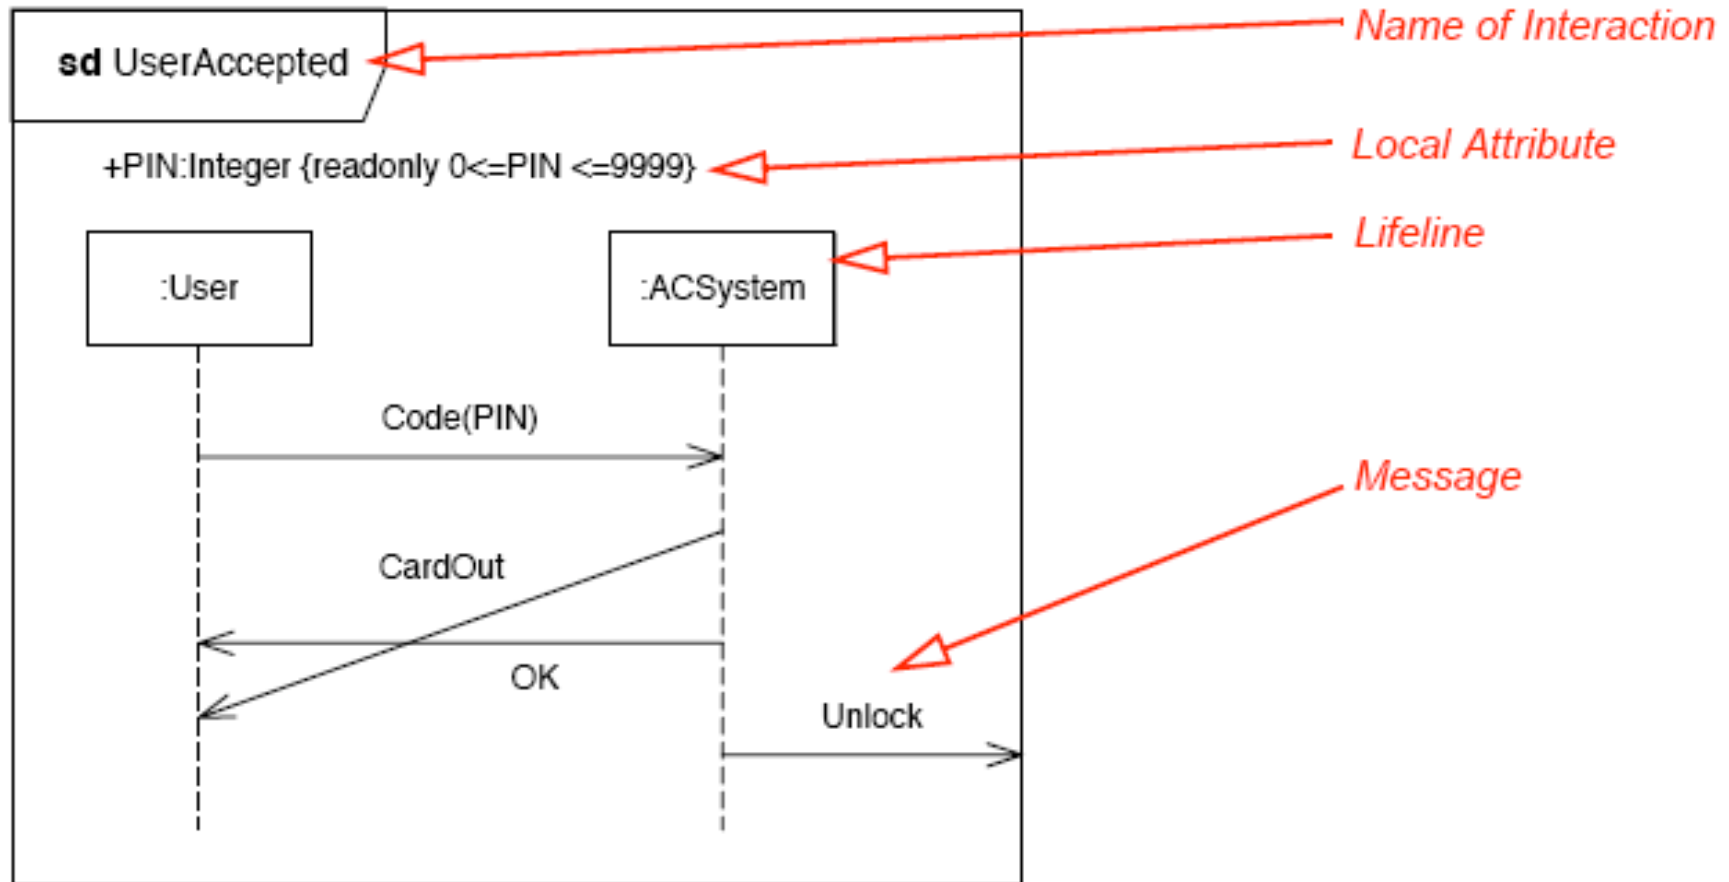 sd UserAccepted
Name of Interaction
+PIN:Integer {readonly 0<=PIN <=9999}
Local Attribute
Lifeline
:User
:ACSystem
Code(PIN)
Message
CardOut
OK
Unlock